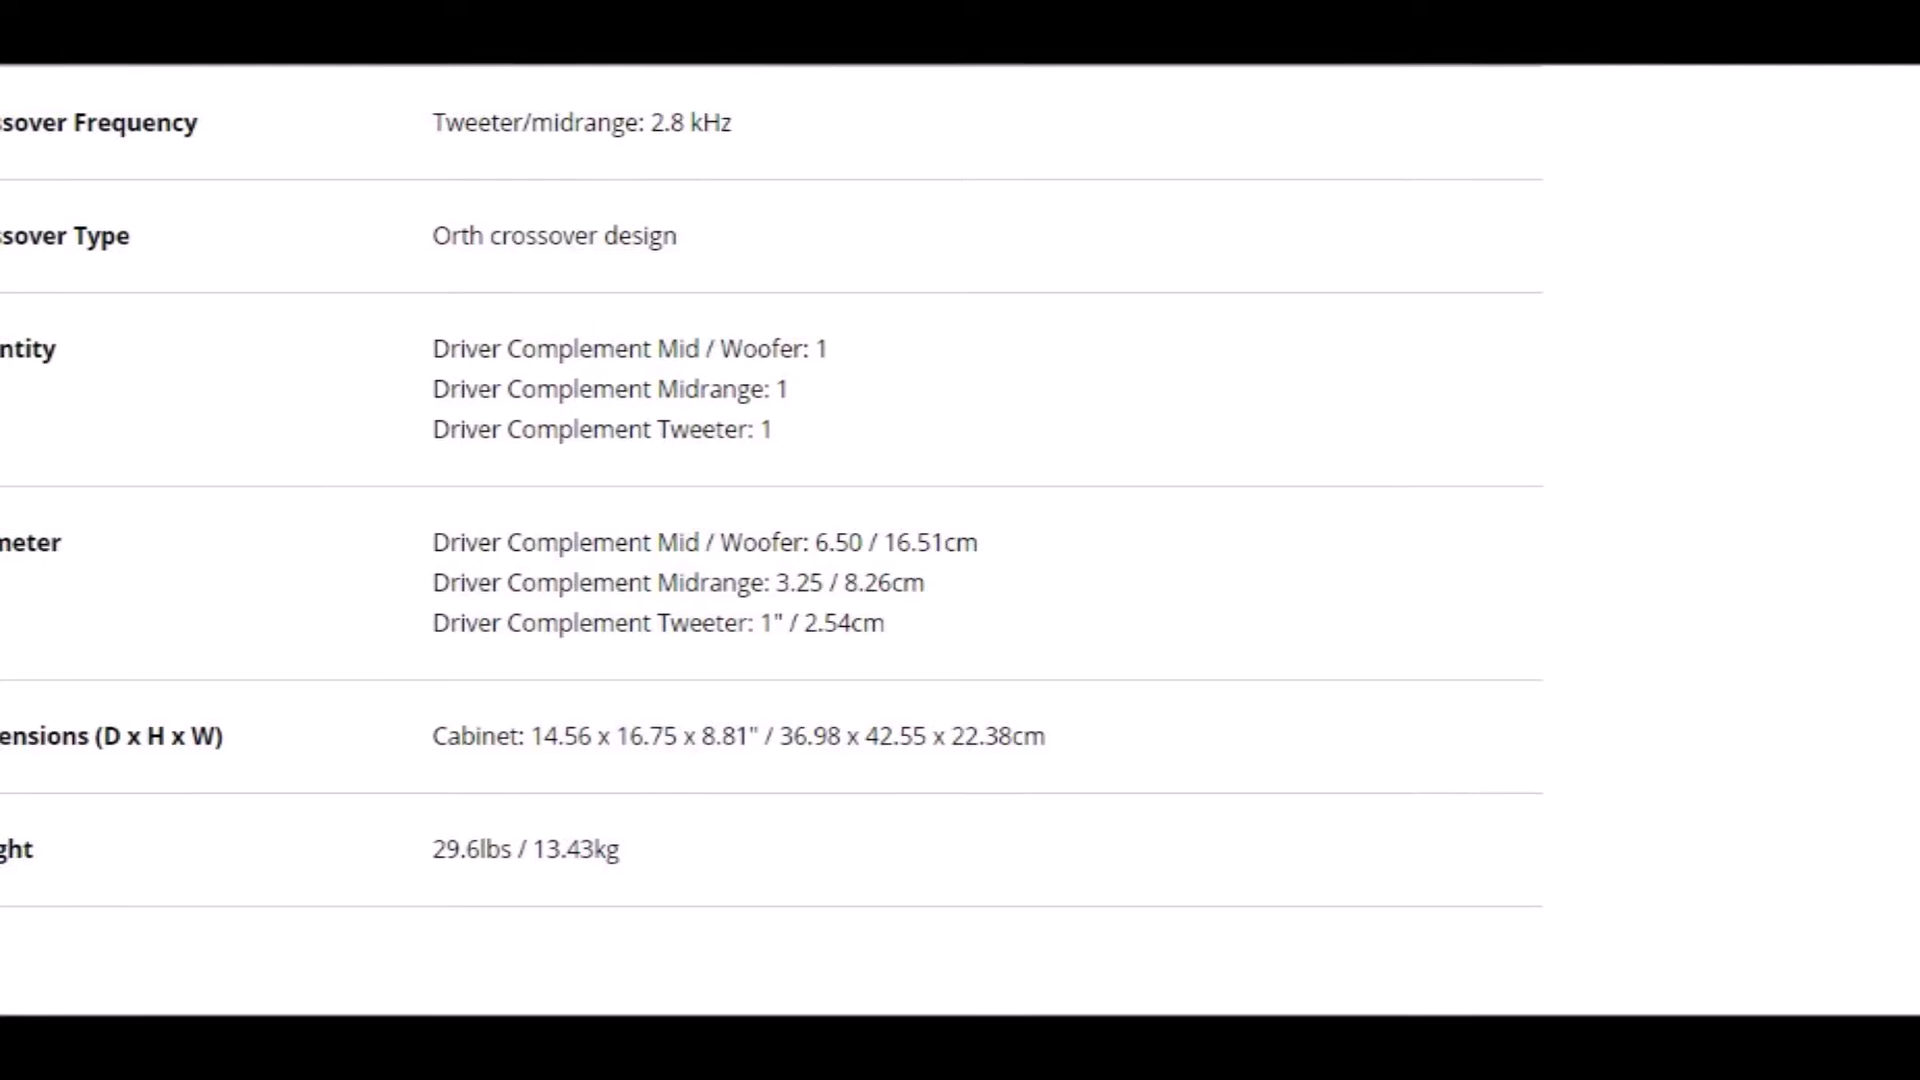 ssover Frequency Tweeter/midrange: 2.8 kHz
ssover Type Orth crossover design
ntity Driver Complement Mid / Woofer: 1
Driver Complement Midrange: 1
Driver Complement Tweeter: 1
meter Driver Complement Mid / Woofer: 6.50 / 16.51cm
Driver Complement Midrange: 3.25 / 8.26cm
Driver Complement Tweeter: 1" / 2.54cm
ensions (D x H x W) Cabinet: 14.56 x 16.75 x 8.81" / 36.98 x 42.55 x 22.38cm
ght 29.6lbs / 13.43kg